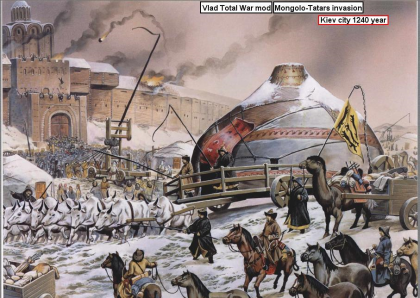 Vlad Total War mod Mongolo-Tatars invasion
Kiev city 1240 year